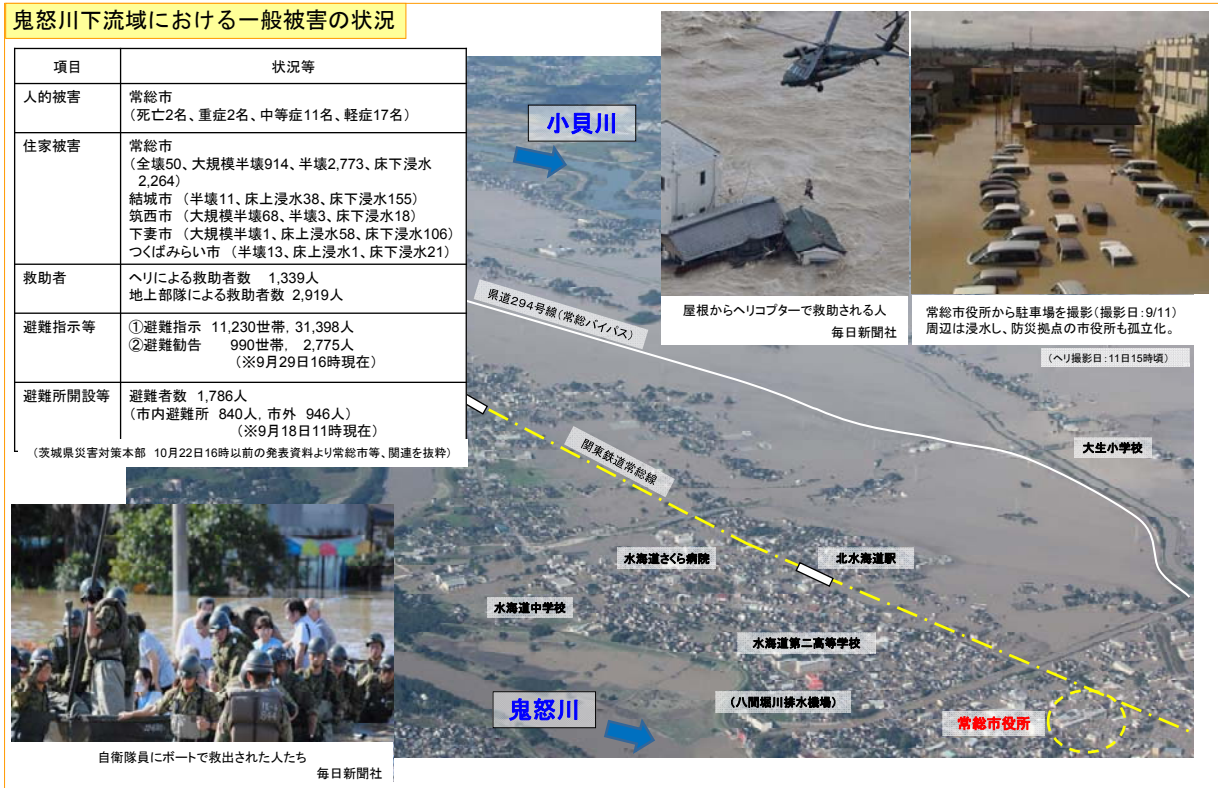 鬼怒川下流域における一般被害の状況
項目 状況等
人的被害 常総市
（死亡2名、重症2名、中等症11名、軽症17名）
住家被害 常総市
（全壊50、大規模半壊914、半壊2,773、床下浸水
2,264）
結城市（半壊11、床上浸水38、床下浸水155）
筑西市（大規模半壊68、半壊3、床下浸水18）
下妻市（大規模半壊1、床上浸水58、床下浸水106）
つくばみらい市（半壊13、床上浸水1、床下浸水21）
救助者 ヘリによる救助者数 1,339人
地上部隊による救助者数 2,919人
避難指示等 ①避難指示 11,230世帯，31,398人
②避難勧告 990世帯， 2,775人
（※9月29日16時現在）
避難所開設等 避難者数 1,786人
（市内避難所 840人，市外 946人）
（※9月18日11時現在）
（茨城県災害対策本部 10月22日16時以前の発表資料より常総市等、関連を抜粋）
小貝川
屋根からヘリコプターで救助される人
毎日新聞社
常総市役所から駐車場を撮影（撮影日：9/11）
周辺は浸水し、防災拠点の市役所も孤立化。
（ヘリ撮影日：11日15時頃）
県道294号線（常総バイパス）
関東鉄道常総線
大生小学校
水海道さくら病院
北水海道駅
水海道中学校
水海道第二高等学校
鬼怒川
（八間堀川排水機場）
常総市役所
自衛隊員にボートで救出された人たち
毎日新聞社